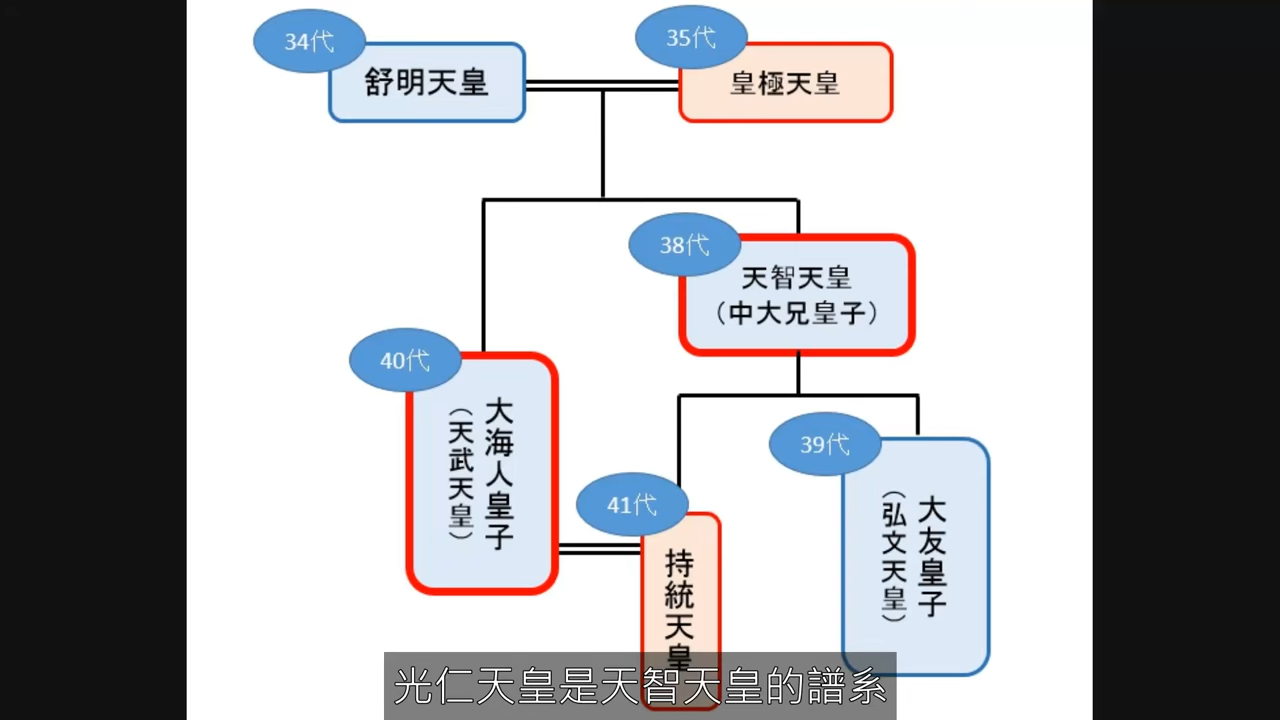 34代
舒明天皇
35代
皇極天皇
38代
天智天皇
（中大兄皇子）
40代
大海人皇子
（天武天皇）
41代
持統天皇
39代
大友皇子
（弘文天皇）
光仁天皇是天智天皇的譜系